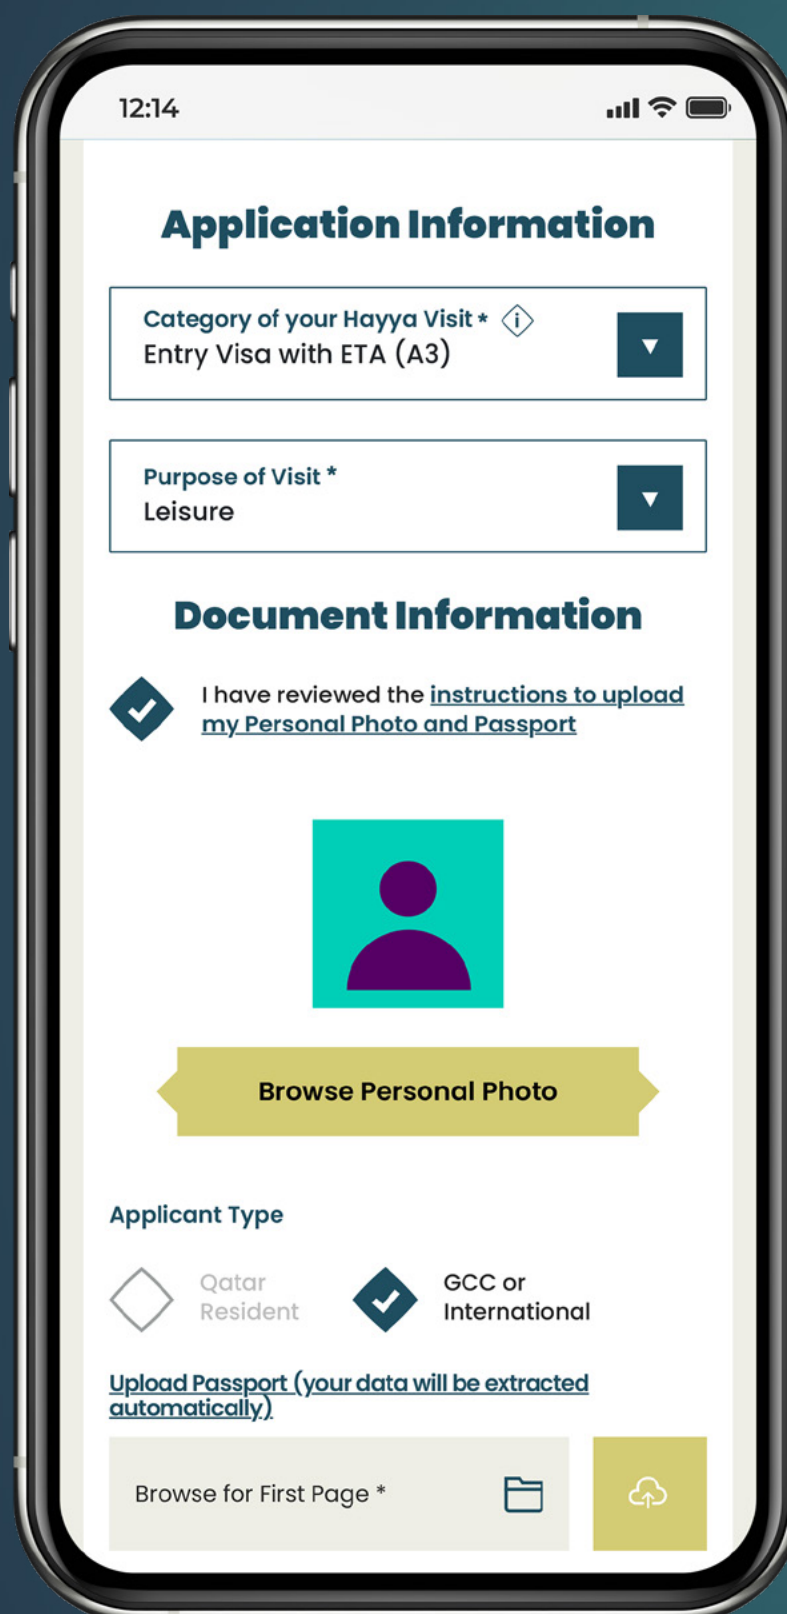 12:14
Application Information
Category of your Hayya Visit *
Entry Visa with ETA (A3)
Purpose of Visit *
Leisure
Document Information
I have reviewed the instructions to upload
my Personal Photo and Passport
Browse Personal Photo
Applicant Type
Qatar
Resident
GCC or
International
Upload Passport (your data will be extracted
automatically)
Browse for First Page *